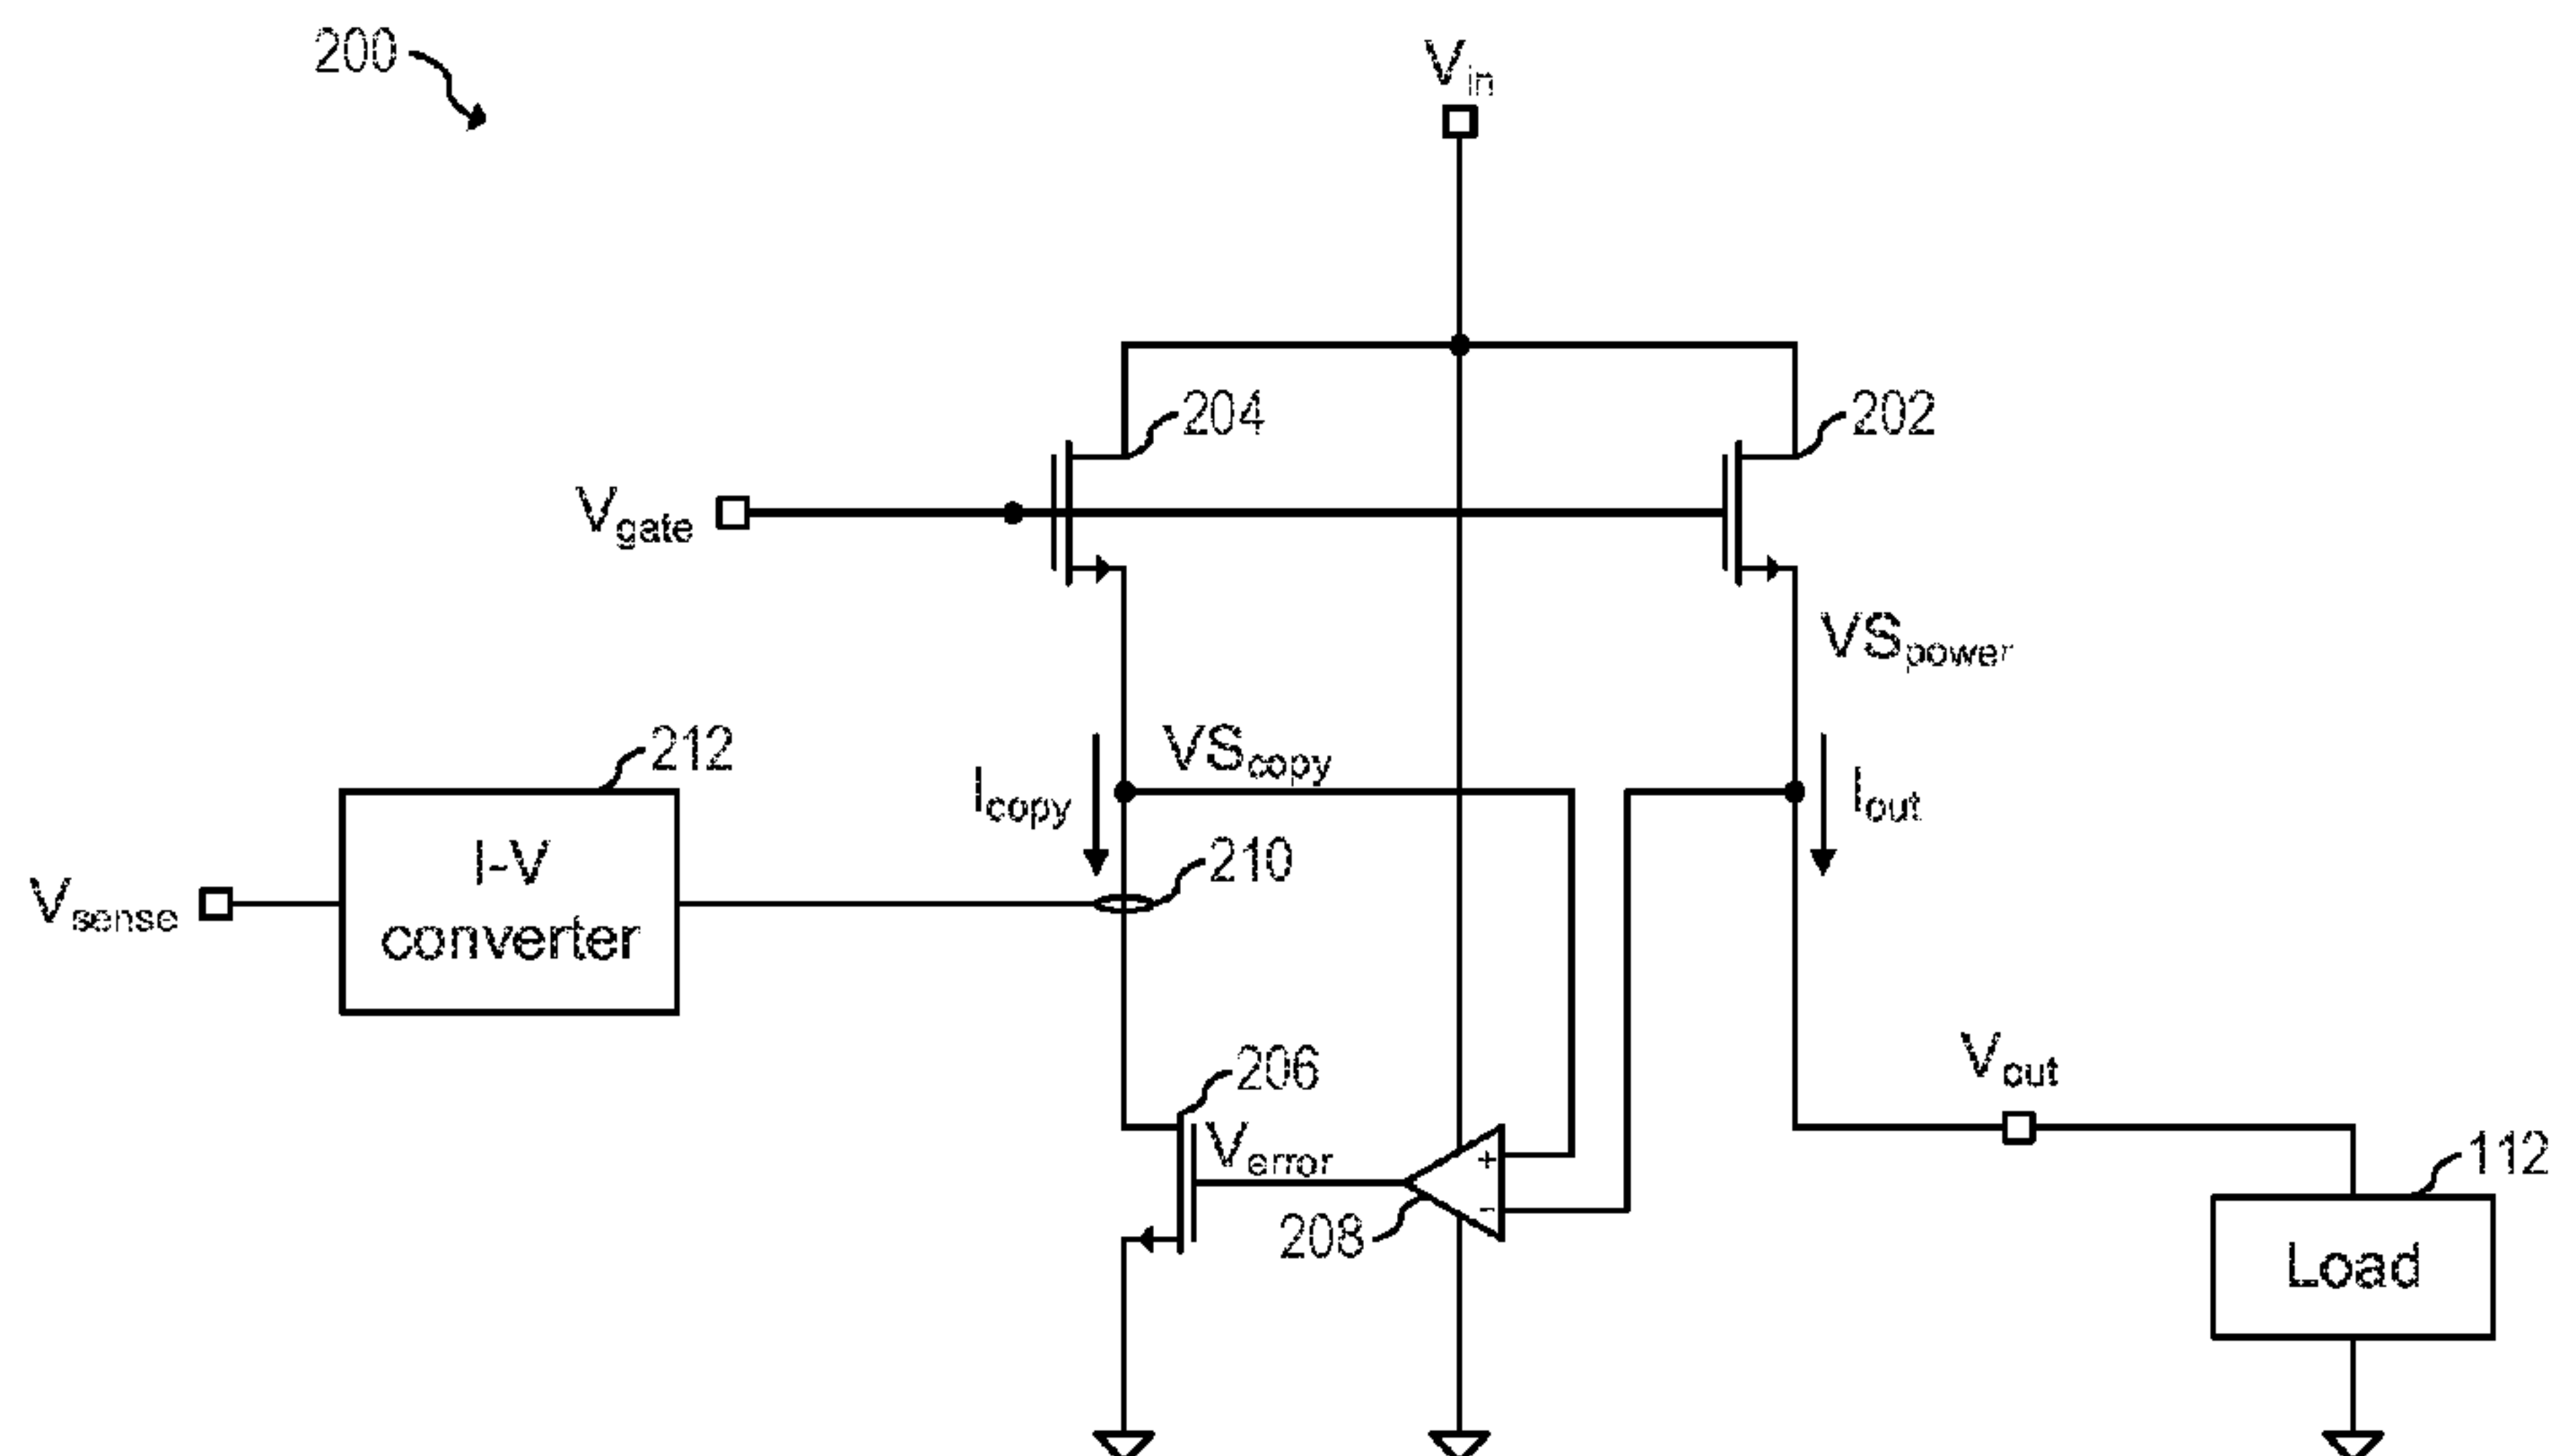 200
Vin
204
202
Vgate
VSpower
212
VScopy
Icopy
Iout
I-V
converter
210
Vsense
206
Vout
Verror
+
-
208
112
Load